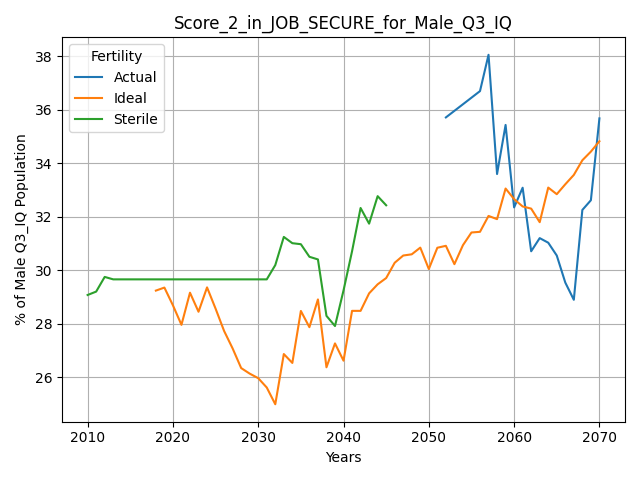 Score_2_in_JOB_SECURE_for_Male_Q3_IQ
Fertility
Actual
Ideal
Sterile
% of Male Q3_IQ Population
38
36
34
32
30
28
26
2010 2020 2030 2040 2050 2060 2070
Years